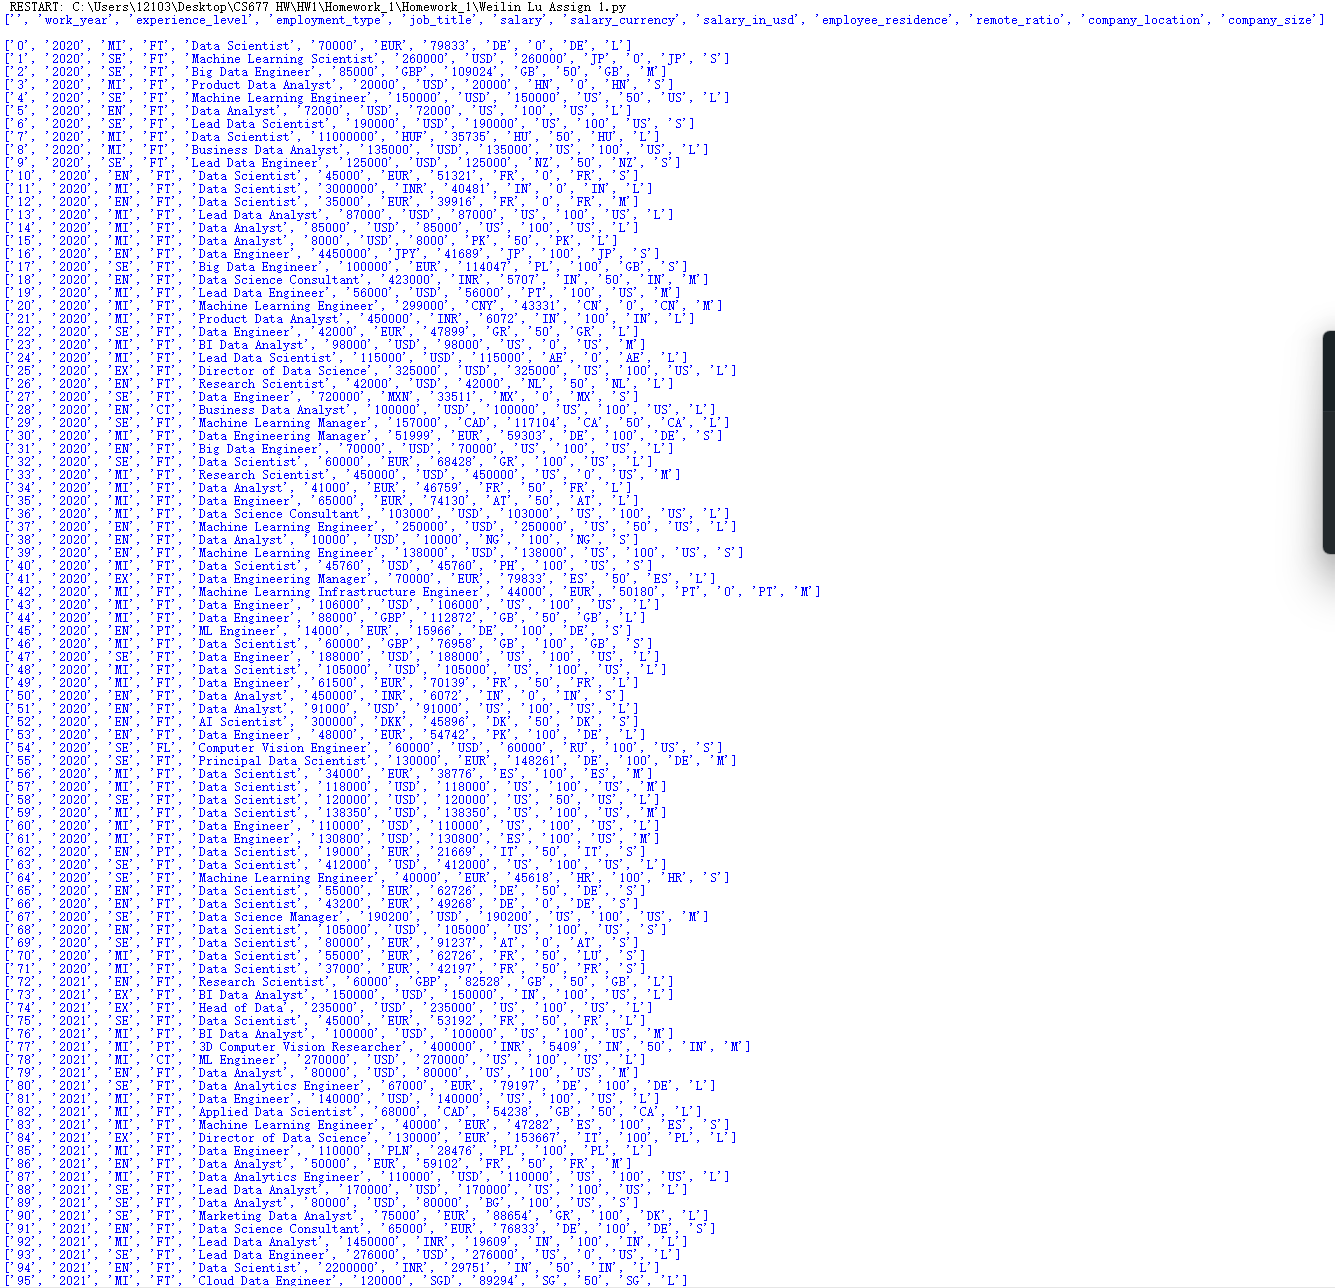 RESTART: C:\Users\12103\Desktop\CS677 HW\HW1\Homework_1\Homework_1\Weilin Lu Assign 1.py
['', 'work_year', 'experience_level', 'employment_type', 'job_title', 'salary', 'salary_currency', 'salary_in_usd', 'employee_residence', 'remote_ratio', 'company_location', 'company_size']
['0', '2020', 'MI', 'FT', 'Data Scientist', '70000', 'EUR', '79833', 'DE', '0', 'DE', 'L']
['1', '2020', 'SE', 'FT', 'Machine Learning Scientist', '260000', 'USD', '260000', 'JP', '0', 'JP', 'S']
['2', '2020', 'SE', 'FT', 'Big Data Engineer', '85000', 'GBP', '109024', 'GB', '50', 'GB', 'M']
['3', '2020', 'MI', 'FT', 'Product Data Analyst', '20000', 'USD', '20000', 'HN', '0', 'HN', 'S']
['4', '2020', 'SE', 'FT', 'Machine Learning Engineer', '150000', 'USD', '150000', 'US', '50', 'US', 'L']
['5', '2020', 'EN', 'FT', 'Data Analyst', '72000', 'USD', '72000', 'US', '100', 'US', 'L']
['6', '2020', 'SE', 'FT', 'Lead Data Scientist', '190000', 'USD', '190000', 'US', '100', 'US', 'S']
['7', '2020', 'MI', 'FT', 'Data Scientist', '11000000', 'HUF', '35735', 'HU', '50', 'HU', 'L']
['8', '2020', 'MI', 'FT', 'Business Data Analyst', '135000', 'USD', '135000', 'US', '100', 'US', 'L']
['9', '2020', 'SE', 'FT', 'Lead Data Engineer', '125000', 'USD', '125000', 'NZ', '50', 'NZ', 'S']
['10', '2020', 'EN', 'FT', 'Data Scientist', '45000', 'EUR', '51321', 'FR', '0', 'FR', 'S']
['11', '2020', 'MI', 'FT', 'Data Scientist', '3000000', 'INR', '40481', 'IN', '0', 'IN', 'L']
['12', '2020', 'EN', 'FT', 'Data Scientist', '35000', 'EUR', '39916', 'FR', '0', 'FR', 'M']
['13', '2020', 'MI', 'FT', 'Lead Data Analyst', '87000', 'USD', '87000', 'US', '100', 'US', 'L']
['14', '2020', 'MI', 'FT', 'Data Analyst', '85000', 'USD', '85000', 'US', '100', 'US', 'L']
['15', '2020', 'MI', 'FT', 'Data Analyst', '8000', 'USD', '8000', 'PK', '50', 'PK', 'L']
['16', '2020', 'EN', 'FT', 'Data Engineer', '4450000', 'JPY', '41689', 'JP', '100', 'JP', 'S']
['17', '2020', 'SE', 'FT', 'Big Data Engineer', '100000', 'EUR', '114047', 'PL', '100', 'GB', 'S']
['18', '2020', 'EN', 'FT', 'Data Science Consultant', '423000', 'INR', '5707', 'IN', '50', 'IN', 'M']
['19', '2020', 'MI', 'FT', 'Lead Data Engineer', '56000', 'USD', '56000', 'PT', '100', 'US', 'M']
['20', '2020', 'MI', 'FT', 'Machine Learning Engineer', '299000', 'CNY', '43331', 'CN', '0', 'CN', 'M']
['21', '2020', 'MI', 'FT', 'Product Data Analyst', '450000', 'INR', '6072', 'IN', '100', 'IN', 'L']
['22', '2020', 'SE', 'FT', 'Data Engineer', '42000', 'EUR', '47899', 'GR', '50', 'GR', 'L']
['23', '2020', 'MI', 'FT', 'BI Data Analyst', '98000', 'USD', '98000', 'US', '0', 'US', 'M']
['24', '2020', 'MI', 'FT', 'Lead Data Scientist', '115000', 'USD', '115000', 'AE', '0', 'AE', 'L']
['25', '2020', 'EX', 'FT', 'Director of Data Science', '325000', 'USD', '325000', 'US', '100', 'US', 'L']
['26', '2020', 'EN', 'FT', 'Research Scientist', '42000', 'USD', '42000', 'NL', '50', 'NL', 'L']
['27', '2020', 'SE', 'FT', 'Data Engineer', '720000', 'MXN', '33511', 'MX', '0', 'MX', 'S']
['28', '2020', 'EN', 'CT', 'Business Data Analyst', '100000', 'USD', '100000', 'US', '100', 'US', 'L']
['29', '2020', 'SE', 'FT', 'Machine Learning Manager', '157000', 'CAD', '117104', 'CA', '50', 'CA', 'L']
['30', '2020', 'MI', 'FT', 'Data Engineering Manager', '51999', 'EUR', '59303', 'DE', '100', 'DE', 'S']
['31', '2020', 'EN', 'FT', 'Big Data Engineer', '70000', 'USD', '70000', 'US', '100', 'US', 'L']
['32', '2020', 'SE', 'FT', 'Data Scientist', '60000', 'EUR', '68428', 'GR', '100', 'US', 'L']
['33', '2020', 'MI', 'FT', 'Research Scientist', '450000', 'USD', '450000', 'US', '0', 'US', 'M']
['34', '2020', 'MI', 'FT', 'Data Analyst', '41000', 'EUR', '46759', 'FR', '50', 'FR', 'L']
['35', '2020', 'MI', 'FT', 'Data Engineer', '65000', 'EUR', '74130', 'AT', '50', 'AT', 'L']
['36', '2020', 'MI', 'FT', 'Data Science Consultant', '103000', 'USD', '103000', 'US', '100', 'US', 'L']
['37', '2020', 'EN', 'FT', 'Machine Learning Engineer', '250000', 'USD', '250000', 'US', '50', 'US', 'L']
['38', '2020', 'EN', 'FT', 'Data Analyst', '10000', 'USD', '10000', 'NG', '100', 'NG', 'S']
['39', '2020', 'EN', 'FT', 'Machine Learning Engineer', '138000', 'USD', '138000', 'US', '100', 'US', 'S']
['40', '2020', 'MI', 'FT', 'Data Scientist', '45760', 'USD', '45760', 'PH', '100', 'US', 'S']
['41', '2020', 'EX', 'FT', 'Data Engineering Manager', '70000', 'EUR', '79833', 'ES', '50', 'ES', 'L']
['42', '2020', 'MI', 'FT', 'Machine Learning Infrastructure Engineer', '44000', 'EUR', '50180', 'PT', '0', 'PT', 'M']
['43', '2020', 'MI', 'FT', 'Data Engineer', '106000', 'USD', '106000', 'US', '100', 'US', 'L']
['44', '2020', 'MI', 'FT', 'Data Engineer', '88000', 'GBP', '112872', 'GB', '50', 'GB', 'L']
['45', '2020', 'EN', 'PT', 'ML Engineer', '14000', 'EUR', '15966', 'DE', '100', 'DE', 'S']
['46', '2020', 'MI', 'FT', 'Data Scientist', '60000', 'GBP', '76958', 'GB', '100', 'GB', 'S']
['47', '2020', 'SE', 'FT', 'Data Engineer', '188000', 'USD', '188000', 'US', '100', 'US', 'L']
['48', '2020', 'MI', 'FT', 'Data Scientist', '105000', 'USD', '105000', 'US', '100', 'US', 'L']
['49', '2020', 'MI', 'FT', 'Data Engineer', '61500', 'EUR', '70139', 'FR', '50', 'FR', 'L']
['50', '2020', 'EN', 'FT', 'Data Analyst', '450000', 'INR', '6072', 'IN', '0', 'IN', 'S']
['51', '2020', 'EN', 'FT', 'Data Analyst', '91000', 'USD', '91000', 'US', '100', 'US', 'L']
['52', '2020', 'EN', 'FT', 'AI Scientist', '300000', 'DKK', '45896', 'DK', '50', 'DK', 'S']
['53', '2020', 'EN', 'FT', 'Data Engineer', '48000', 'EUR', '54742', 'PK', '100', 'DE', 'L']
['54', '2020', 'SE', 'FL', 'Computer Vision Engineer', '60000', 'USD', '60000', 'RU', '100', 'US', 'S']
['55', '2020', 'SE', 'FT', 'Principal Data Scientist', '130000', 'EUR', '148261', 'DE', '100', 'DE', 'M']
['56', '2020', 'MI', 'FT', 'Data Scientist', '34000', 'EUR', '38776', 'ES', '100', 'ES', 'M']
['57', '2020', 'MI', 'FT', 'Data Scientist', '118000', 'USD', '118000', 'US', '100', 'US', 'M']
['58', '2020', 'SE', 'FT', 'Data Scientist', '120000', 'USD', '120000', 'US', '50', 'US', 'L']
['59', '2020', 'MI', 'FT', 'Data Scientist', '138350', 'USD', '138350', 'US', '100', 'US', 'M']
['60', '2020', 'MI', 'FT', 'Data Engineer', '110000', 'USD', '110000', 'US', '100', 'US', 'L']
['61', '2020', 'MI', 'FT', 'Data Engineer', '130800', 'USD', '130800', 'ES', '100', 'US', 'M']
['62', '2020', 'EN', 'PT', 'Data Scientist', '19000', 'EUR', '21669', 'IT', '50', 'IT', 'S']
['63', '2020', 'SE', 'FT', 'Data Scientist', '412000', 'USD', '412000', 'US', '100', 'US', 'L']
['64', '2020', 'SE', 'FT', 'Machine Learning Engineer', '40000', 'EUR', '45618', 'HR', '100', 'HR', 'S']
['65', '2020', 'EN', 'FT', 'Data Scientist', '55000', 'EUR', '62726', 'DE', '50', 'DE', 'S']
['66', '2020', 'EN', 'FT', 'Data Scientist', '43200', 'EUR', '49268', 'DE', '0', 'DE', 'S']
['67', '2020', 'SE', 'FT', 'Data Science Manager', '190200', 'USD', '190200', 'US', '100', 'US', 'M']
['68', '2020', 'EN', 'FT', 'Data Scientist', '105000', 'USD', '105000', 'US', '100', 'US', 'S']
['69', '2020', 'SE', 'FT', 'Data Scientist', '80000', 'EUR', '91237', 'AT', '0', 'AT', 'S']
['70', '2020', 'MI', 'FT', 'Data Scientist', '55000', 'EUR', '62726', 'FR', '50', 'LU', 'S']
['71', '2020', 'MI', 'FT', 'Data Scientist', '37000', 'EUR', '42197', 'FR', '50', 'FR', 'S']
['72', '2021', 'EN', 'FT', 'Research Scientist', '60000', 'GBP', '82528', 'GB', '50', 'GB', 'L']
['73', '2021', 'EX', 'FT', 'BI Data Analyst', '150000', 'USD', '150000', 'IN', '100', 'US', 'L']
['74', '2021', 'EX', 'FT', 'Head of Data', '235000', 'USD', '235000', 'US', '100', 'US', 'L']
['75', '2021', 'SE', 'FT', 'Data Scientist', '45000', 'EUR', '53192', 'FR', '50', 'FR', 'L']
['76', '2021', 'MI', 'FT', 'BI Data Analyst', '100000', 'USD', '100000', 'US', '100', 'US', 'M']
['77', '2021', 'MI', 'PT', '3D Computer Vision Researcher', '400000', 'INR', '5409', 'IN', '50', 'IN', 'M']
['78', '2021', 'MI', 'CT', 'ML Engineer', '270000', 'USD', '270000', 'US', '100', 'US', 'L']
['79', '2021', 'EN', 'FT', 'Data Analyst', '80000', 'USD', '80000', 'US', '100', 'US', 'M']
['80', '2021', 'SE', 'FT', 'Data Analytics Engineer', '67000', 'EUR', '79197', 'DE', '100', 'DE', 'L']
['81', '2021', 'MI', 'FT', 'Data Engineer', '140000', 'USD', '140000', 'US', '100', 'US', 'L']
['82', '2021', 'MI', 'FT', 'Applied Data Scientist', '68000', 'CAD', '54238', 'GB', '50', 'CA', 'L']
['83', '2021', 'MI', 'FT', 'Machine Learning Engineer', '40000', 'EUR', '47282', 'ES', '100', 'ES', 'S']
['84', '2021', 'EX', 'FT', 'Director of Data Science', '130000', 'EUR', '153667', 'IT', '100', 'PL', 'L']
['85', '2021', 'MI', 'FT', 'Data Engineer', '110000', 'PLN', '28476', 'PL', '100', 'PL', 'L']
['86', '2021', 'EN', 'FT', 'Data Analyst', '50000', 'EUR', '59102', 'FR', '50', 'FR', 'M']
['87', '2021', 'MI', 'FT', 'Data Analytics Engineer', '110000', 'USD', '110000', 'US', '100', 'US', 'L']
['88', '2021', 'SE', 'FT', 'Lead Data Analyst', '170000', 'USD', '170000', 'US', '100', 'US', 'L']
['89', '2021', 'SE', 'FT', 'Data Analyst', '80000', 'USD', '80000', 'BG', '100', 'US', 'S']
['90', '2021', 'SE', 'FT', 'Marketing Data Analyst', '75000', 'EUR', '88654', 'GR', '100', 'DK', 'L']
['91', '2021', 'EN', 'FT', 'Data Science Consultant', '65000', 'EUR', '76833', 'DE', '100', 'DE', 'S']
['92', '2021', 'MI', 'FT', 'Lead Data Analyst', '1450000', 'INR', '19609', 'IN', '100', 'IN', 'L']
['93', '2021', 'SE', 'FT', 'Lead Data Engineer', '276000', 'USD', '276000', 'US', '0', 'US', 'L']
['94', '2021', 'EN', 'FT', 'Data Scientist', '2200000', 'INR', '29751', 'IN', '50', 'IN', 'L']
['95', '2021', 'MI', 'FT', 'Cloud Data Engineer', '120000', 'SGD', '89294', 'SG', '50', 'SG', 'L']